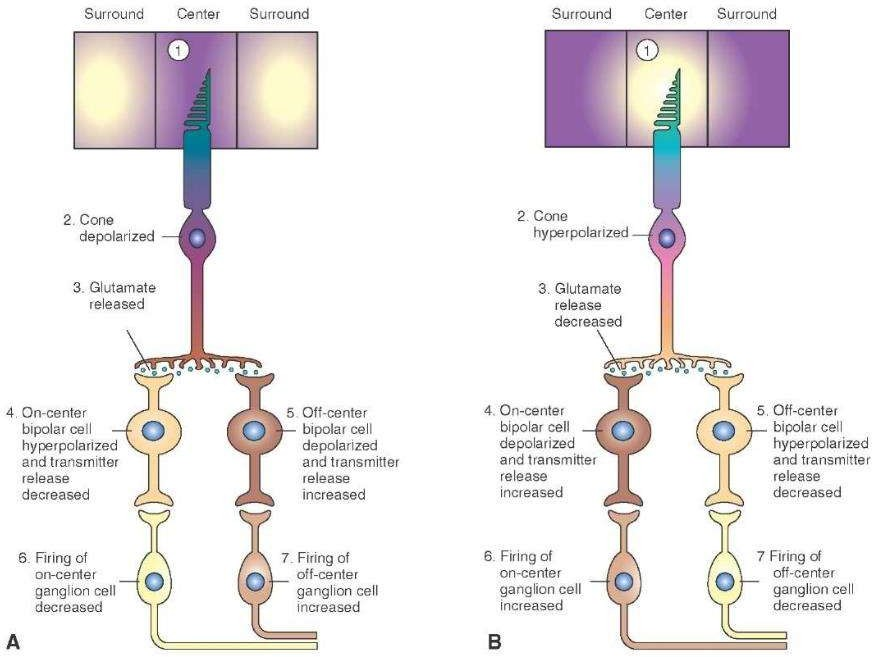 Surround Center Surround
1
2. Cone
depolarized
3. Glutamate
released
4. On-center
bipolar cell
hyperpolarized
and transmitter
release
decreased
5. Off-center
bipolar cell
depolarized
and transmitter
release
increased
6. Firing of
on-center
ganglion cell
decreased
7. Firing of
off-center
ganglion cell
increased
A
Surround Center Surround
1
2. Cone
hyperpolarized
3. Glutamate
release
decreased
4. On-center
bipolar cell
depolarized
and transmitter
release
increased
5. Off-center
bipolar cell
hyperpolarized
and transmitter
release
decreased
6. Firing of
on-center
ganglion cell
increased
7 Firing of
off-center
ganglion cell
decreased
B